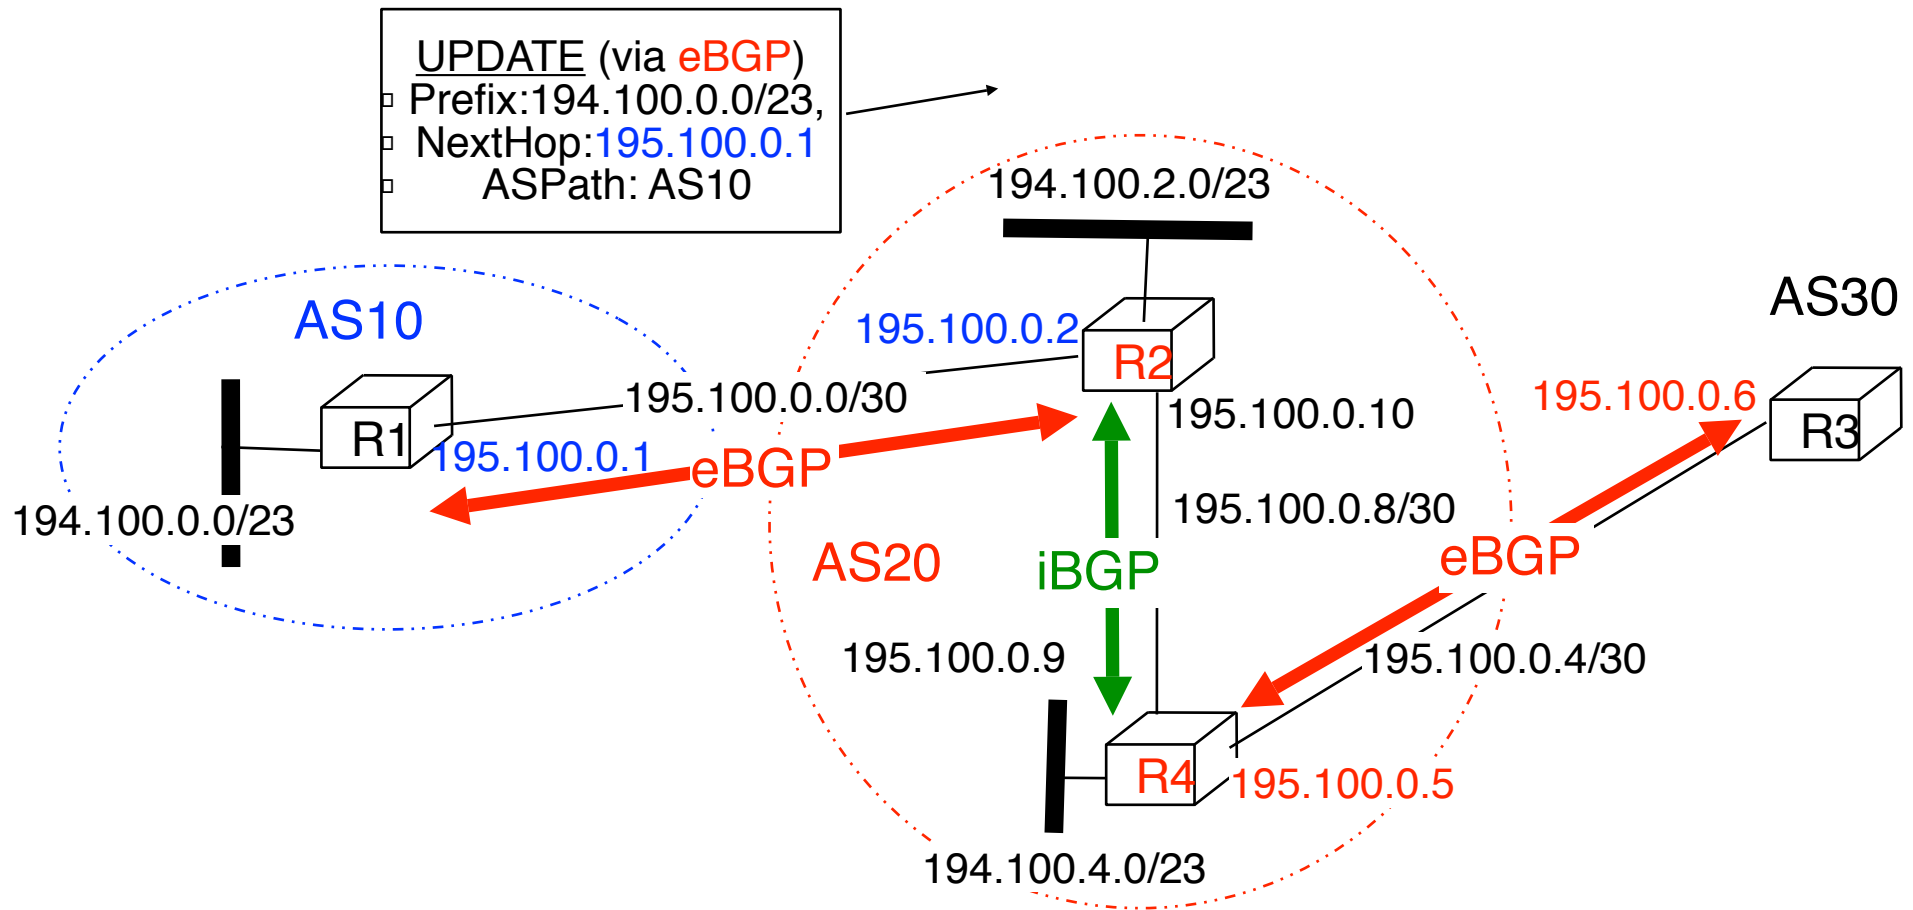 UPDATE (via eBGP)
Prefix:194.100.0.0/23,
NextHop:195.100.0.1
ASPath: AS10
194.100.2.0/23
AS10
AS30
195.100.0.2
R2
195.100.0.0/30
195.100.0.6
R1
195.100.0.10
R3
195.100.0.1
eBGP
194.100.0.0/23
195.100.0.8/30
AS20
iBGP
eBGP
195.100.0.9
195.100.0.4/30
R4
195.100.0.5
194.100.4.0/23